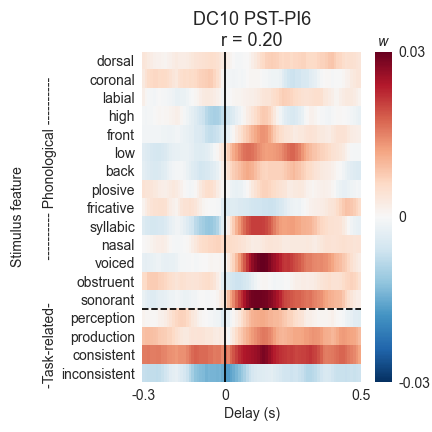 DC10 PST-PI6
r = 0.20
w
dorsal
coronal
labial
high
front
low
back
plosive
fricative
syllabic
nasal
voiced
obstruent
sonorant
perception
production
consistent
inconsistent
Stimulus feature
---------- Phonological ----------
-Task-related-
0.03
0
-0.03
-0.3 0 0.5
Delay (s)